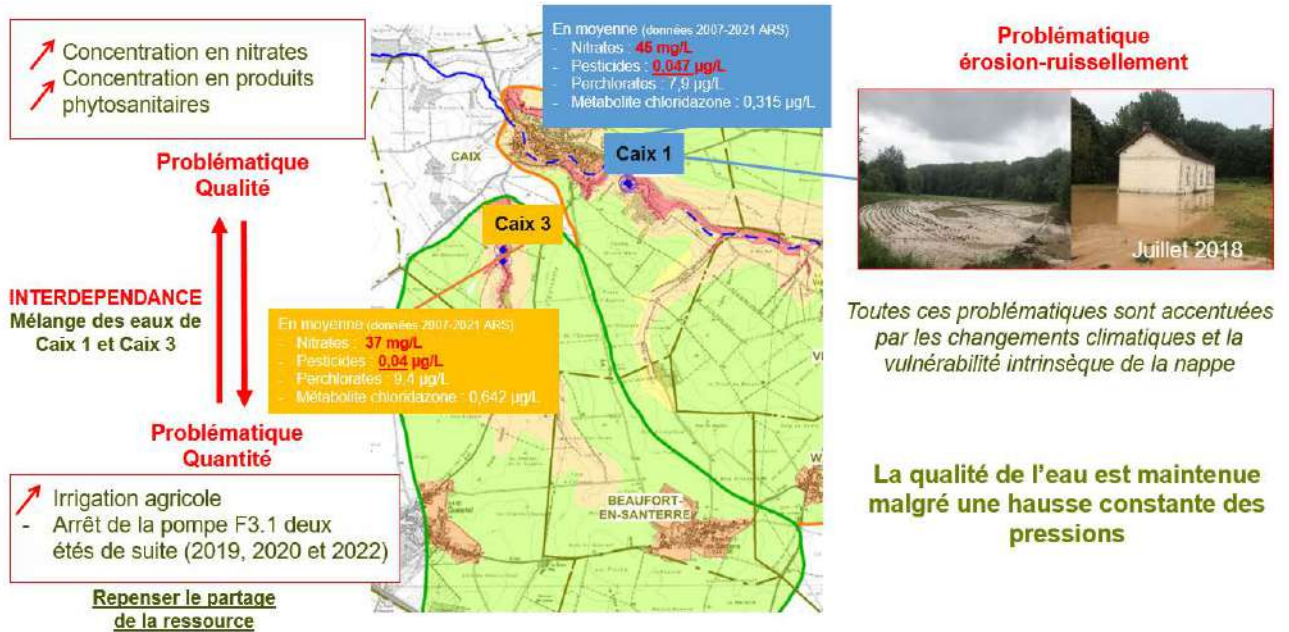 Concentration en nitrates
Concentration en produits
phytosanitaires
Problématique
Qualité
INTERDEPENDANCE
Mélange des eaux de
Caix 1 et Caix 3
Problématique
Quantité
Irrigation agricole
- Arrêt de la pompe F3.1 deux
étés de suite (2019, 2020 et 2022)
Repenser le partage
de la ressource
En moyenne (données 2007-2021 ARS)
- Nitrates : 45 mg/L
- Pesticides : 0,047 µg/L
- Perchlorates : 7,9 µg/L
- Métabolite chloridazone : 0,315 µg/L
CAIX
Caix 1
Caix 3
En moyenne (données 2007-2021 ARS)
- Nitrates : 37 mg/L
- Pesticides : 0,04 µg/L
- Perchlorates : 9,4 µg/L
- Métabolite chloridazone : 0,642 µg/L
BEAUFORT-
EN-SANTERRE
Problématique
érosion-ruissellement
Juillet 2018
Toutes ces problématiques sont accentuées
par les changements climatiques et la
vulnérabilité intrinsèque de la nappe
La qualité de l'eau est maintenue
malgré une hausse constante des
pressions